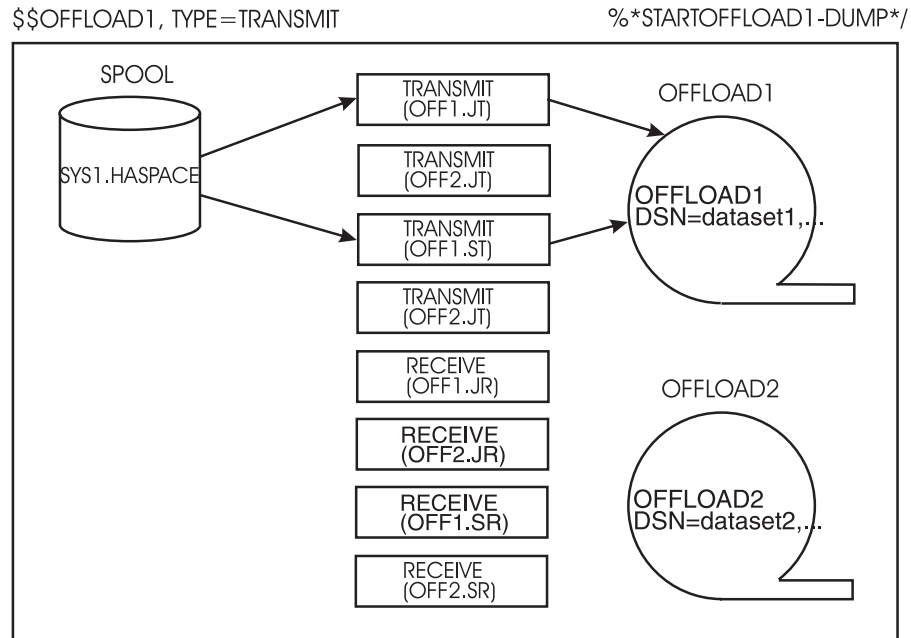 $$OFFLOAD1, TYPE=TRANSMIT
%*STARTOFFLOAD1-DUMP*/
SPOOL
SYS1.HASPACE
TRANSMIT
(OFF1.JT)
TRANSMIT
(OFF2.JT)
TRANSMIT
(OFF1.ST)
TRANSMIT
(OFF2.JT)
RECEIVE
(OFF1.JR)
RECEIVE
(OFF2.JR)
RECEIVE
(OFF1.SR)
RECEIVE
(OFF2.SR)
OFFLOAD1
OFFLOAD1
DSN=dataset1,...
OFFLOAD2
OFFLOAD2
DSN=dataset2,...